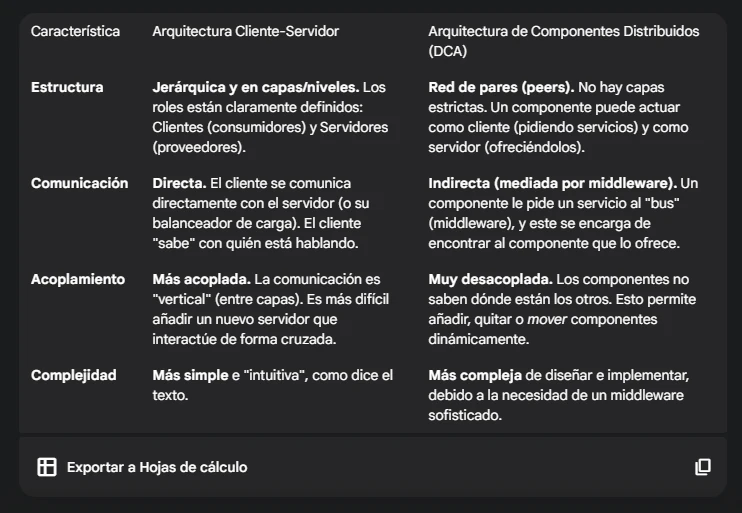 Característica
Arquitectura Cliente-Servidor
Arquitectura de Componentes Distribuidos
(DCA)
Estructura
Jerárquica y en capas/niveles. Los
roles están claramente definidos:
Clientes (consumidores) y Servidores
(proveedores).
Red de pares (peers). No hay capas
estrictas. Un componente puede actuar
como cliente (pidiendo servicios) y como
servidor (ofreciéndolos).
Comunicación
Directa. El cliente se comunica
directamente con el servidor (o su
balanceador de carga). El cliente
"sabe" con quién está hablando.
Indirecta (mediada por middleware). Un
componente le pide un servicio al "bus"
(middleware), y este se encarga de
encontrar al componente que lo ofrece.
Acoplamiento
Más acoplada. La comunicación es
"vertical" (entre capas). Es más difícil
añadir un nuevo servidor que
interactúe de forma cruzada.
Muy desacoplada. Los componentes no
saben dónde están los otros. Esto permite
añadir, quitar o mover componentes
dinámicamente.
Complejidad
Más simple e "intuitiva", como dice el
texto.
Más compleja de diseñar e implementar,
debido a la necesidad de un middleware
sofisticado.
Exportar a Hojas de cálculo